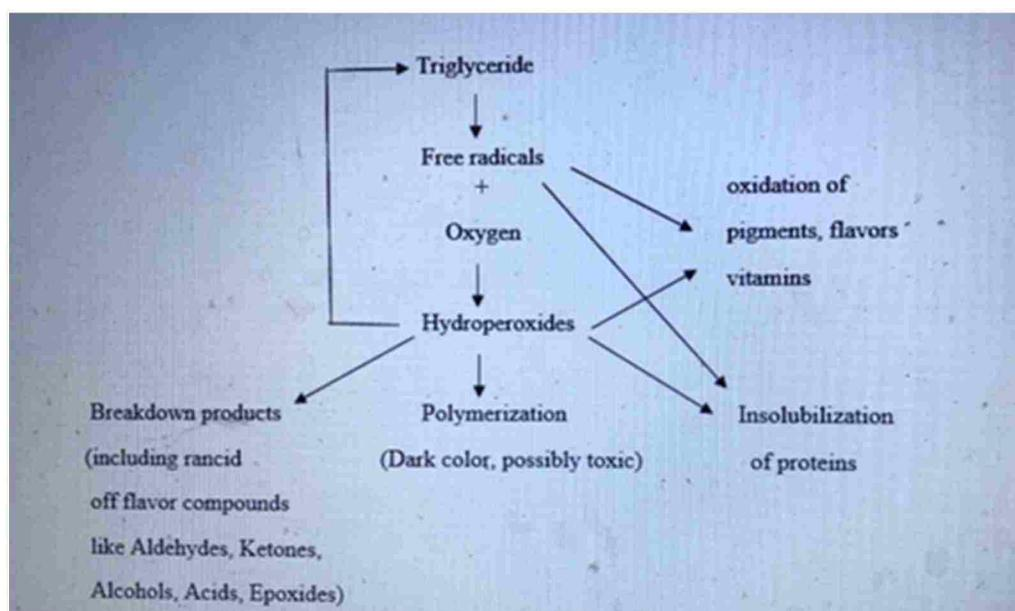 Triglyceride
Free radicals
+
Oxygen
Hydroperoxides
oxidation of
pigments, flavors
vitamins
Breakdown products
(including rancid
off flavor compounds
like Aldehydes, Ketones,
Alcohols, Acids, Epoxides)
Polymerization
(Dark color, possibly toxic)
Insolubilization
of proteins